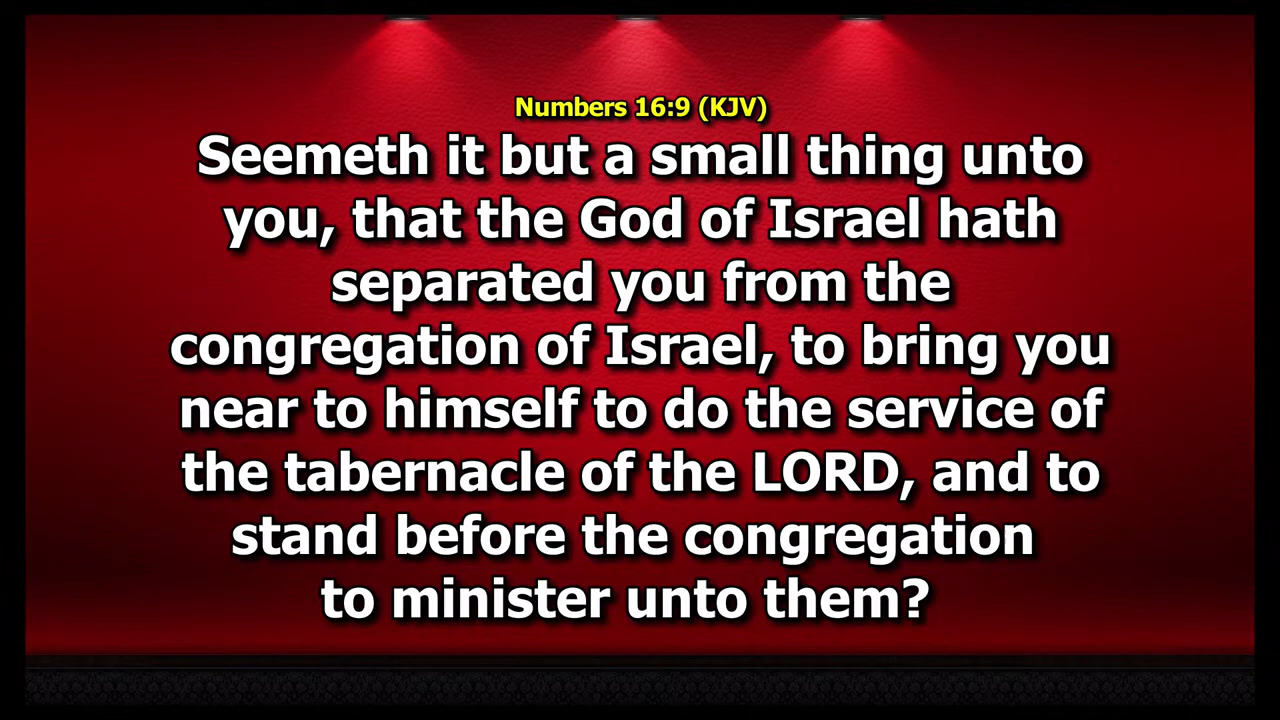 Numbers 16:9 (KJV)
Seemeth it but a small thing unto
you, that the God of Israel hath
separated you from the
congregation of Israel, to bring you
near to himself to do the service of
the tabernacle of the LORD, and to
stand before the congregation
to minister unto them?